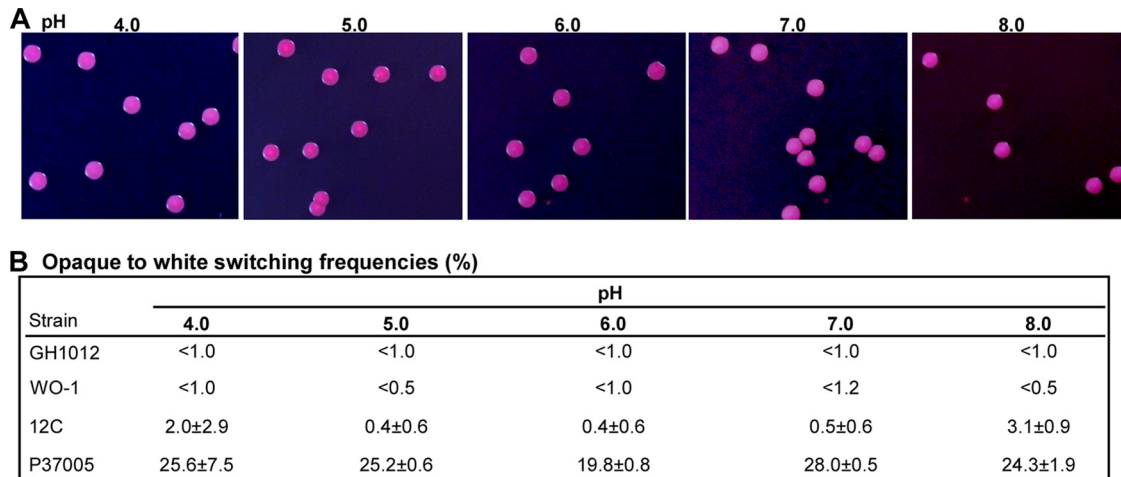 A pH 4.0 5.0 6.0 7.0 8.0
B Opaque to white switching frequencies (%)
pH
Strain 4.0 5.0 6.0 7.0 8.0
GH1012 <1.0 <1.0 <1.0 <1.0 <1.0
WO-1 <1.0 <0.5 <1.0 <1.2 <0.5
12C 2.0±2.9 0.4±0.6 0.4±0.6 0.5±0.6 3.1±0.9
P37005 25.6±7.5 25.2±0.6 19.8±0.8 28.0±0.5 24.3±1.9